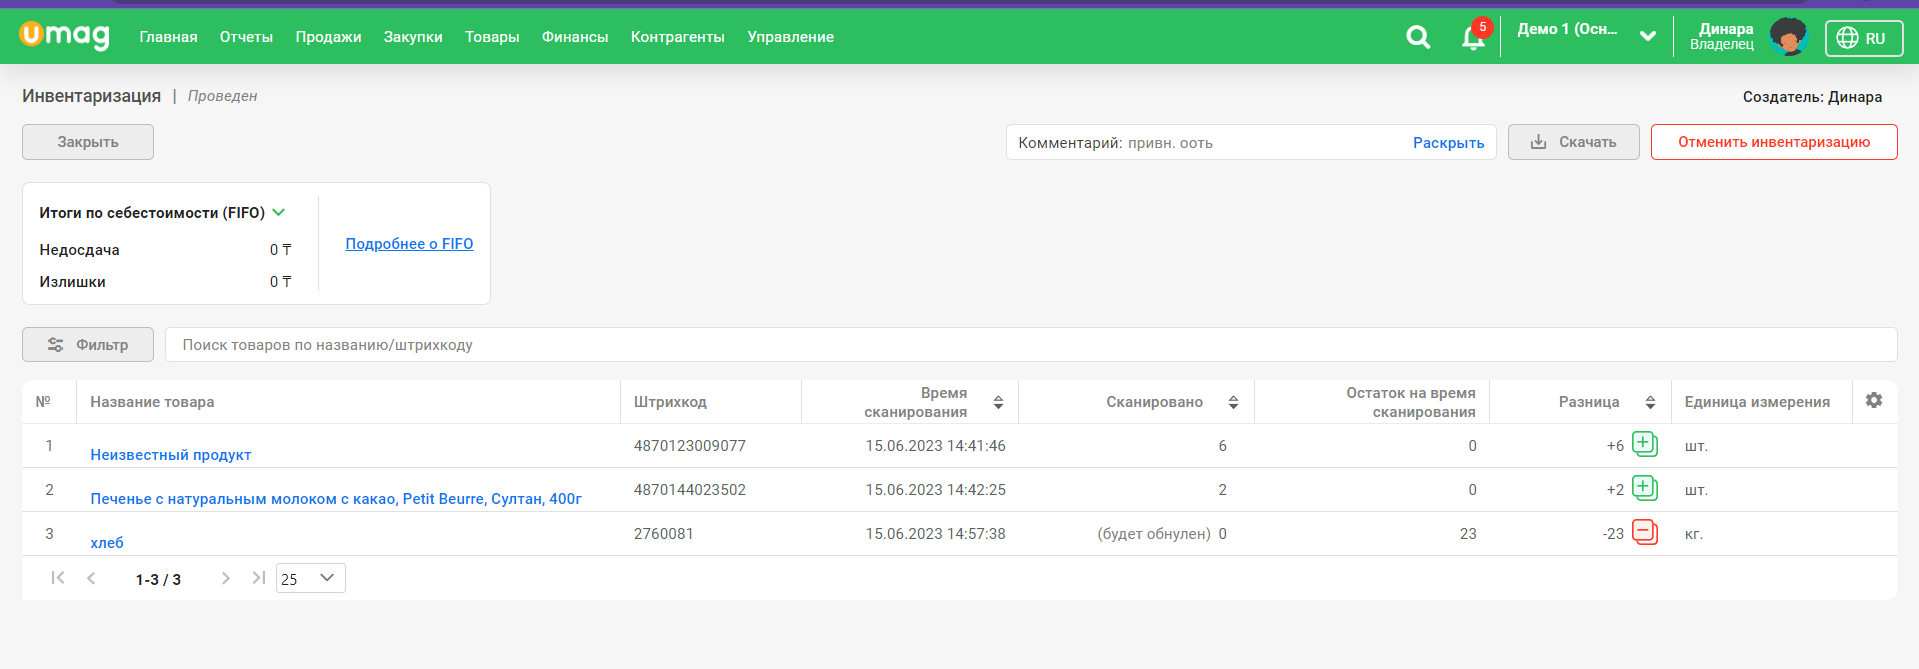 umag
Главная Отчеты Продажи Закупки Товары Финансы Контрагенты Управление
5
Демо 1 (Осн...
Динара
Владелец
RU
Инвентаризация | Проведен
Создатель: Динара
Закрыть
Комментарий: привн. ооть
Раскрыть
Скачать
Отменить инвентаризацию
Итоги по себестоимости (FIFO)
Недосдача 0 ₸
Излишки 0 ₸
Подробнее о FIFO
Фильтр
Поиск товаров по названию/штрихкоду
№ Название товара Штрихкод Время сканирования Сканировано Остаток на время сканирования Разница Единица измерения
1 Неизвестный продукт 4870123009077 15.06.2023 14:41:46 6 0 +6 шт.
2 Печенье с натуральным молоком с какао, Petit Beurre, Султан, 400г 4870144023502 15.06.2023 14:42:25 2 0 +2 шт.
3 хлеб 2760081 15.06.2023 14:57:38 (будет обнулен) 0 23 -23 кг.
1-3 / 3 25